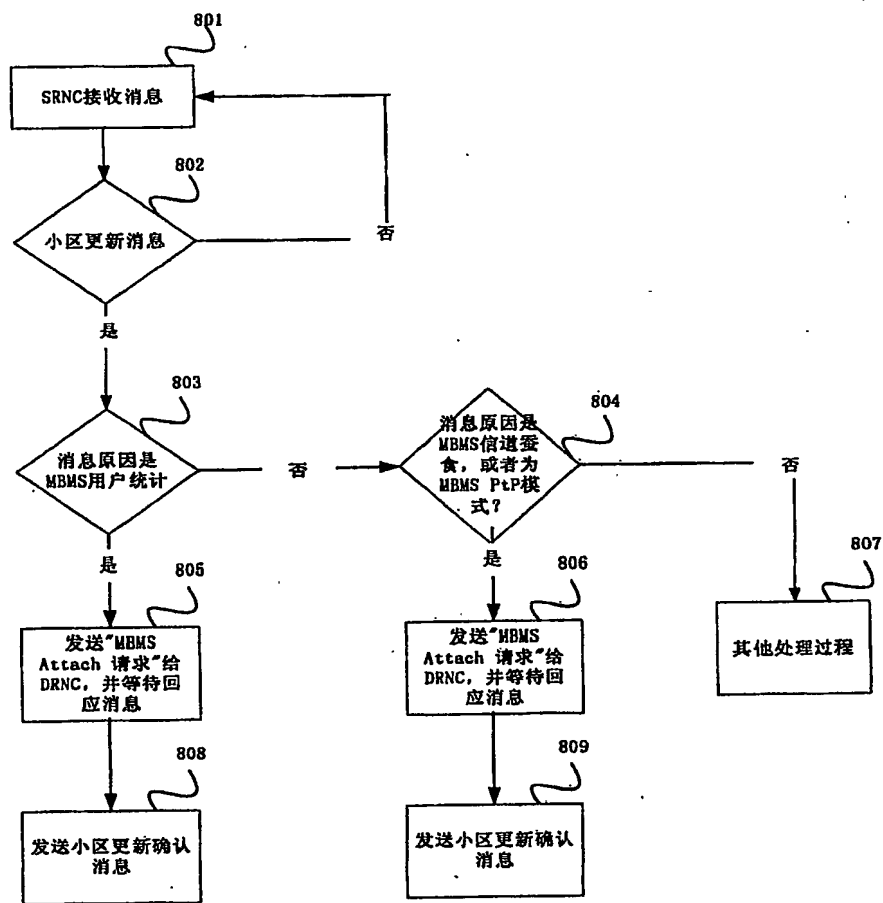 801
SRNC接收消息
802
小区更新消息
否
是
803
消息原因是
MBMS用户统计
否
804
消息原因是
MBMS信道蚕
食，或者为
MBMS PtP模
式？
否
是
805
发送"MBMS
Attach 请求"给
DRNC，并等待回
应消息
是
806
发送"MBMS
Attach 请求"给
DRNC，并等待回
应消息
807
其他处理过程
808
发送小区更新确认
消息
809
发送小区更新确认
消息